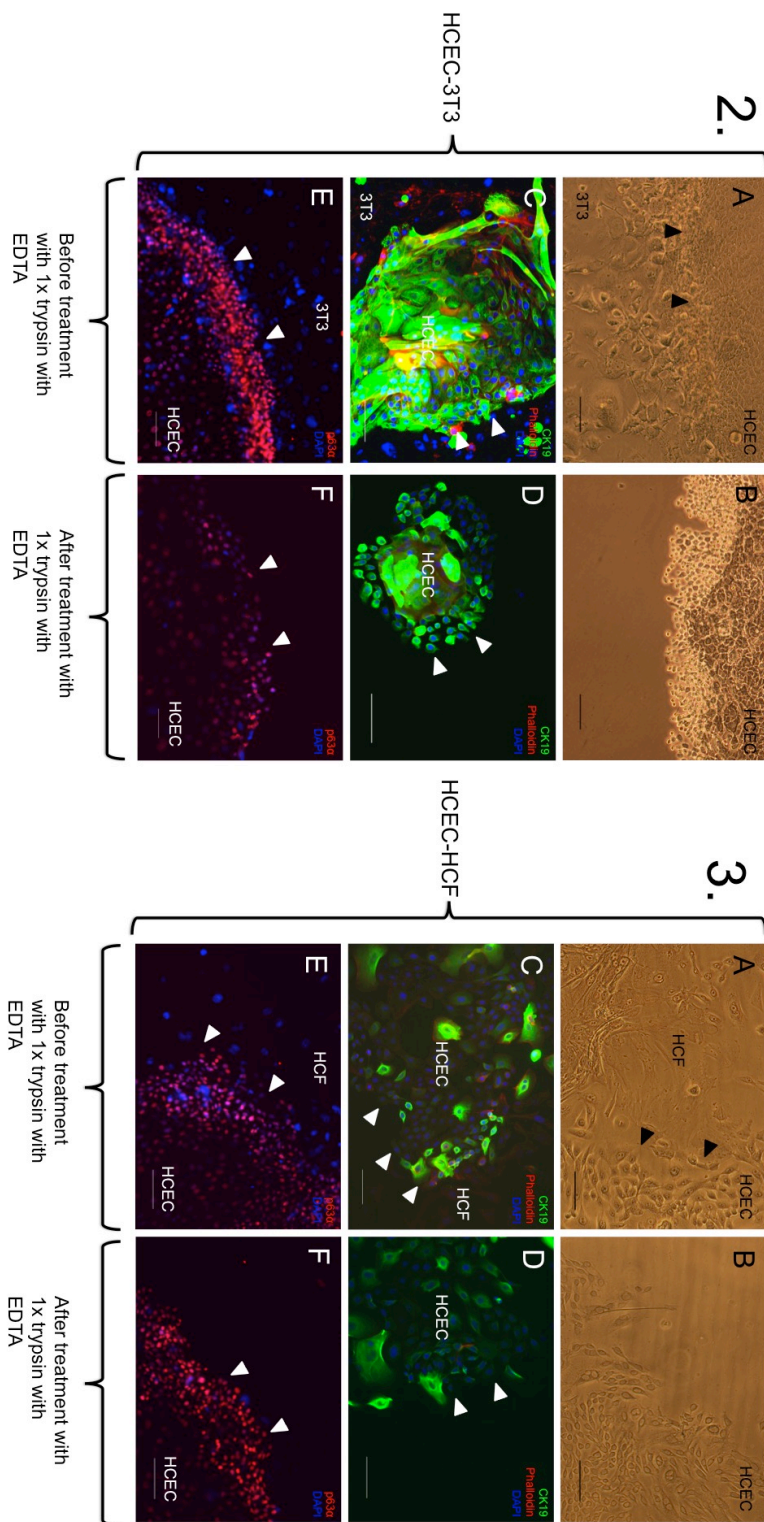 2.
HCEC-3T3
A
HCEC
3T3
B
HCEC
C
CK19
Phalloidin
DAPI
HCEC
3T3
D
CK19
Phalloidin
DAPI
HCEC
E
p63α
DAPI
3T3
HCEC
F
p63α
DAPI
HCEC
Before treatment
with 1x trypsin with
EDTA
After treatment with
1x trypsin with
EDTA
3.
HCEC-HCF
A
HCEC
HCF
B
HCEC
C
CK19
Phalloidin
DAPI
HCEC
HCF
D
CK19
Phalloidin
DAPI
HCEC
E
p63α
DAPI
HCF
HCEC
F
p63α
DAPI
HCEC
Before treatment
with 1x trypsin with
EDTA
After treatment with
1x trypsin with
EDTA